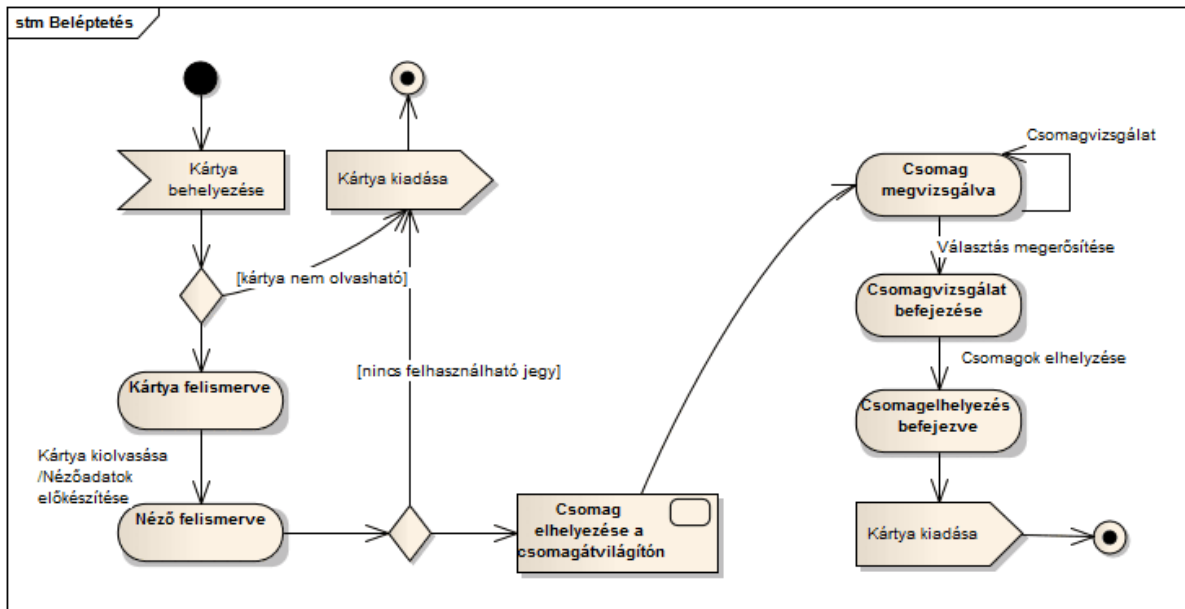 stm Beléptetés
Kártya
behelyezése
Kártya kiadása
[kártya nem olvasható]
Kártya felismerve
[nincs felhasználható jegy]
Kártya kiolvasása
/Nézőadatok
előkészítése
Néző felismerve
Csomag
elhelyezése a
csomagátvilágítón
Csomagvizsgálat
Csomag
megvizsgálva
Választás megerősítése
Csomagvizsgálat
befejezése
Csomagok elhelyzése
Csomagelhelyezés
befejezve
Kártya kiadása